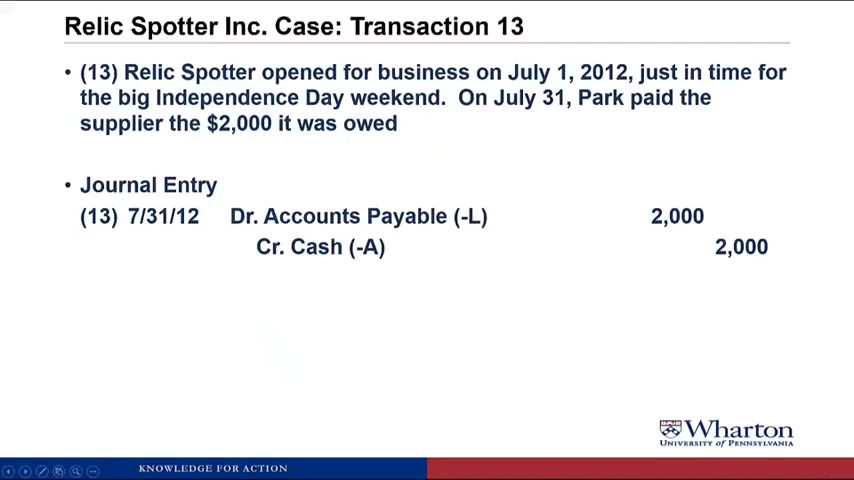 Relic Spotter Inc. Case: Transaction 13
• (13) Relic Spotter opened for business on July 1, 2012, just in time for
the big Independence Day weekend. On July 31, Park paid the
supplier the $2,000 it was owed
• Journal Entry
(13) 7/31/12 Dr. Accounts Payable (-L) 2,000
Cr. Cash (-A) 2,000
Wharton
UNIVERSITY of PENNSYLVANIA
KNOWLEDGE FOR ACTION